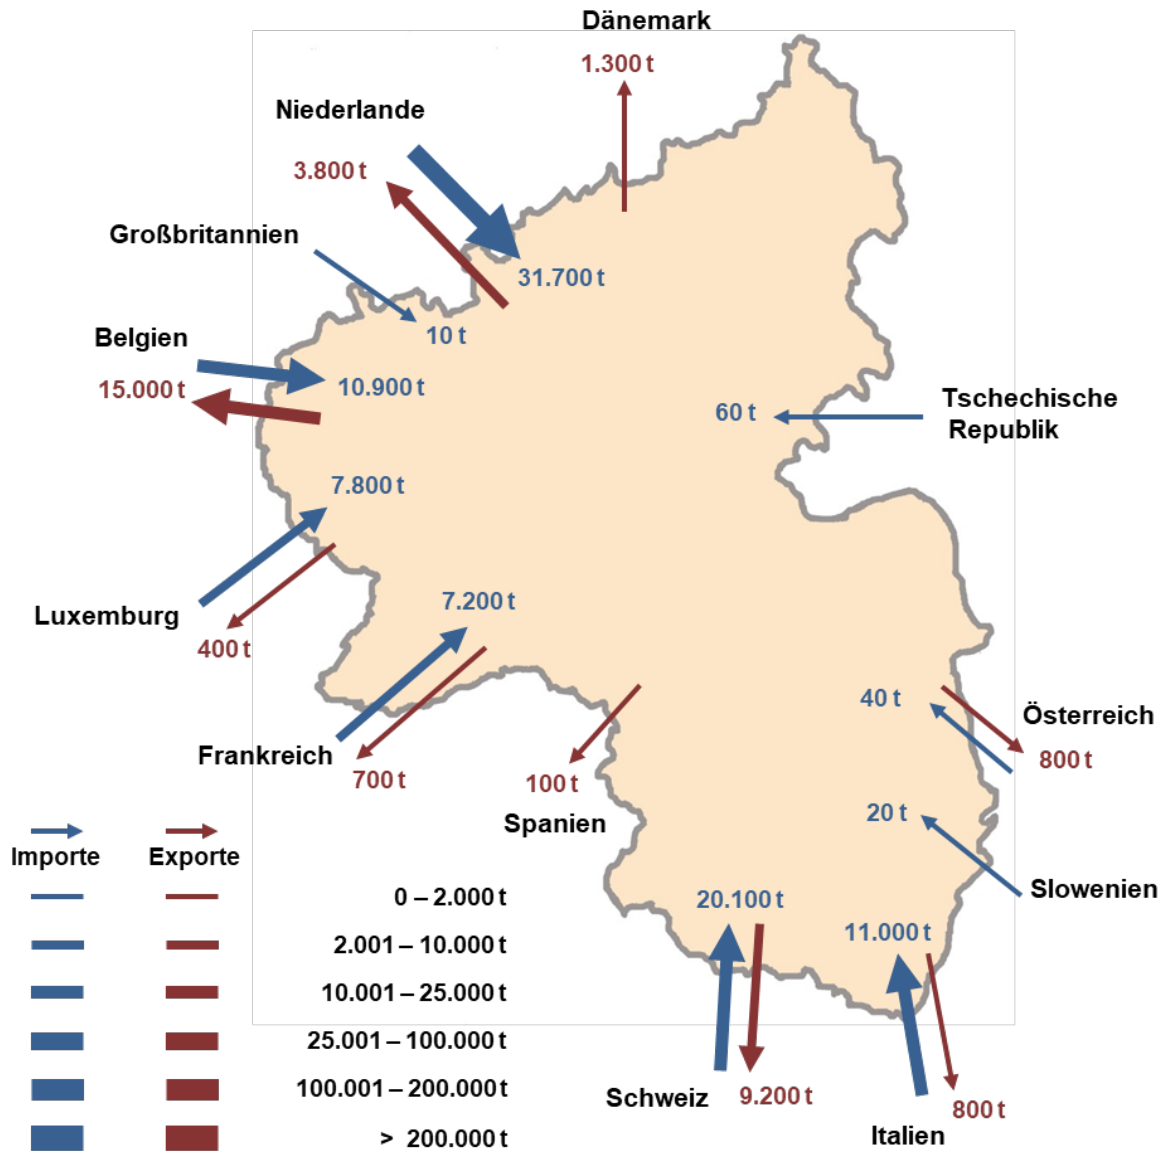 Dänemark
1.300 t
Niederlande
3.800 t
31.700 t
Großbritannien
10 t
Belgien
15.000 t
10.900 t
Tschechische
Republik
60 t
7.800 t
Luxemburg
400 t
7.200 t
Frankreich
700 t
100 t
Spanien
40 t
Österreich
800 t
20 t
Slowenien
20.100 t
11.000 t
Schweiz
9.200 t
800 t
Italien
Importe
Exporte
0 – 2.000 t
2.001 – 10.000 t
10.001 – 25.000 t
25.001 – 100.000 t
100.001 – 200.000 t
> 200.000 t